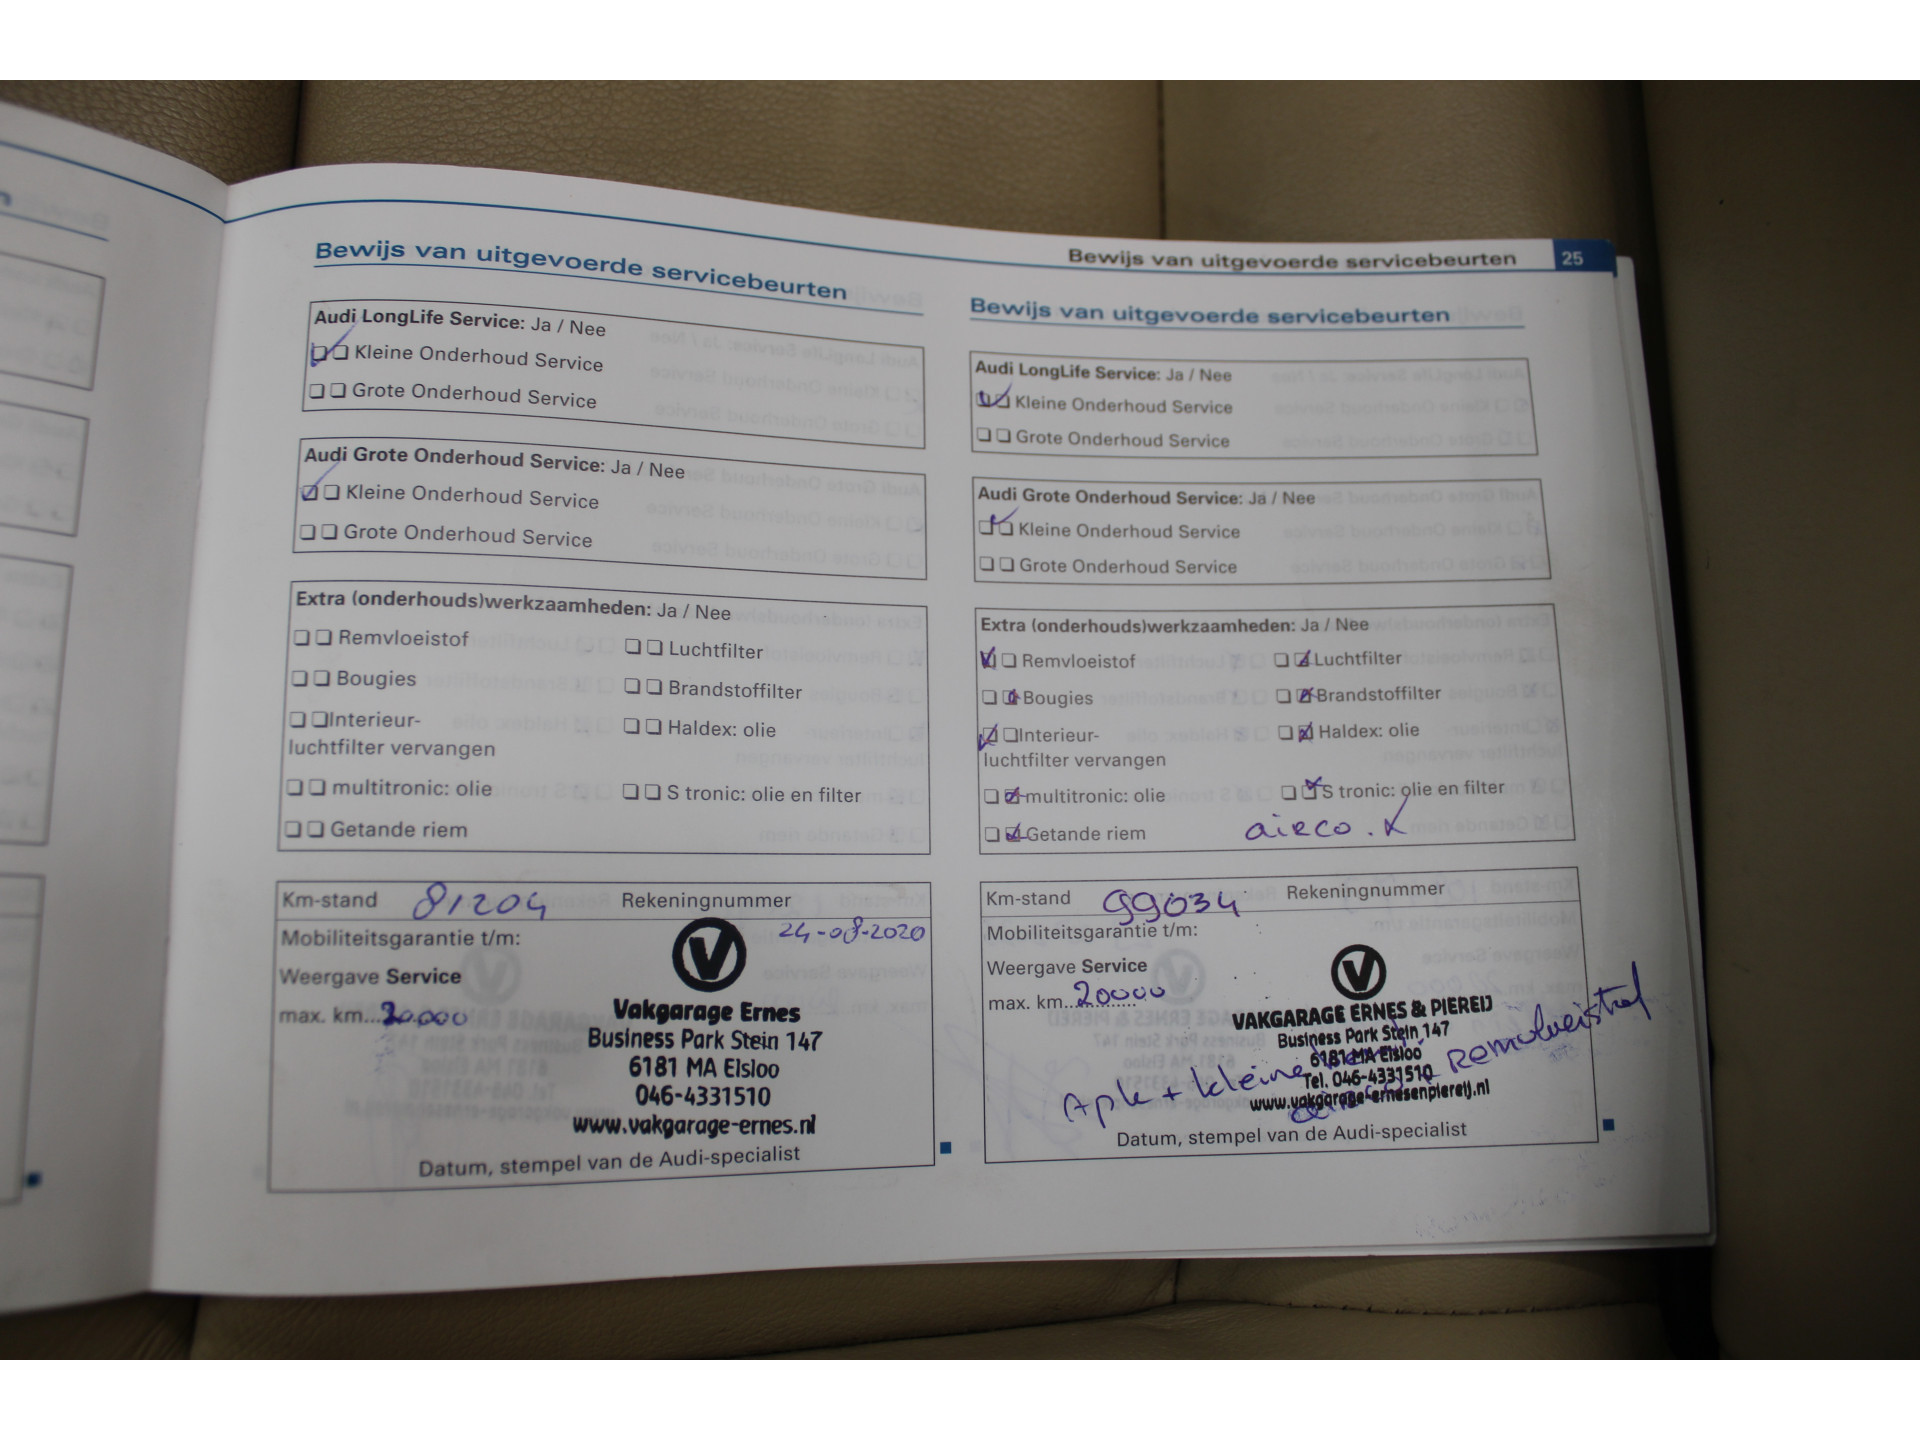 Bewijs van uitgevoerde servicebeurten 25
Bewijs van uitgevoerde servicebeurten
Audi LongLife Service: Ja / Nee
Kleine Onderhoud Service
Grote Onderhoud Service
Audi Grote Onderhoud Service: Ja / Nee
Kleine Onderhoud Service
Grote Onderhoud Service
Extra (onderhouds)werkzaamheden: Ja / Nee
Remvloeistof
Luchtfilter
Bougies
Brandstoffilter
Interieur-
luchtfilter vervangen
Haldex: olie
multitronic: olie
S tronic: olie en filter
Getande riem
Km-stand 81204 Rekeningnummer
Mobiliteitsgarantie t/m: 24-08-2020
Weergave Service
max. km... 20.000
Vakgarage Ernes
Business Park Stein 147
6181 MA Elsloo
046-4331510
www.vakgarage-ernes.nl
Datum, stempel van de Audi-specialist
Bewijs van uitgevoerde servicebeurten
Audi LongLife Service: Ja / Nee
Kleine Onderhoud Service
Grote Onderhoud Service
Audi Grote Onderhoud Service: Ja / Nee
Kleine Onderhoud Service
Grote Onderhoud Service
Extra (onderhouds)werkzaamheden: Ja / Nee
Remvloeistof
Luchtfilter
Bougies
Brandstoffilter
Interieur-
luchtfilter vervangen
Haldex: olie
multitronic: olie
S tronic: olie en filter
Getande riem
airco.
Km-stand 99034 Rekeningnummer
Mobiliteitsgarantie t/m:
Weergave Service
max. km... 20000
VAKGARAGE ERNES & PIEREIJ
Business Park Stein 147
6181 MA Elsloo
Tel. 046-4331510
www.vakgarage-ernesenpiereij.nl
Apk + kleine
+ Remvloeistof
Datum, stempel van de Audi-specialist